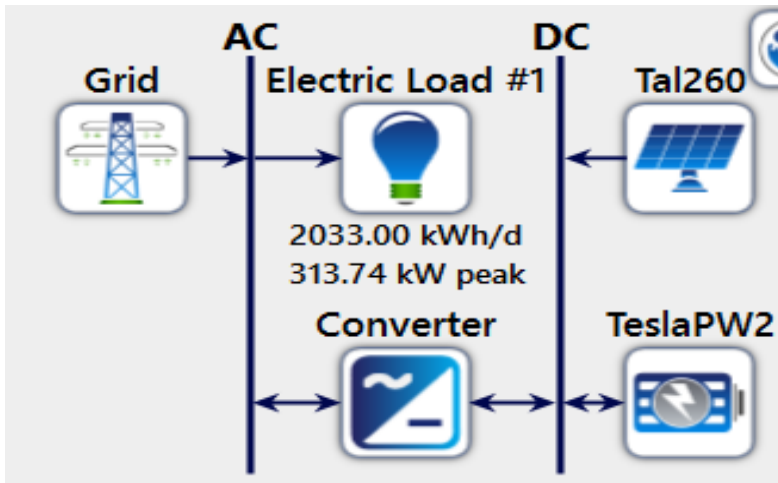 AC
DC
Grid
Electric Load #1
Tal260
2033.00 kWh/d
313.74 kW peak
Converter
TeslaPW2